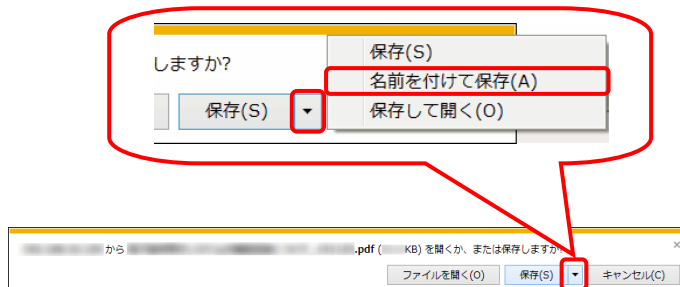 しますか?
保存(S)
保存(S)
名前を付けて保存(A)
保存して開く(O)
から .pdf ( KB) を開くか、または保存しますか
ファイルを開く(O) 保存(S) キャンセル(C)